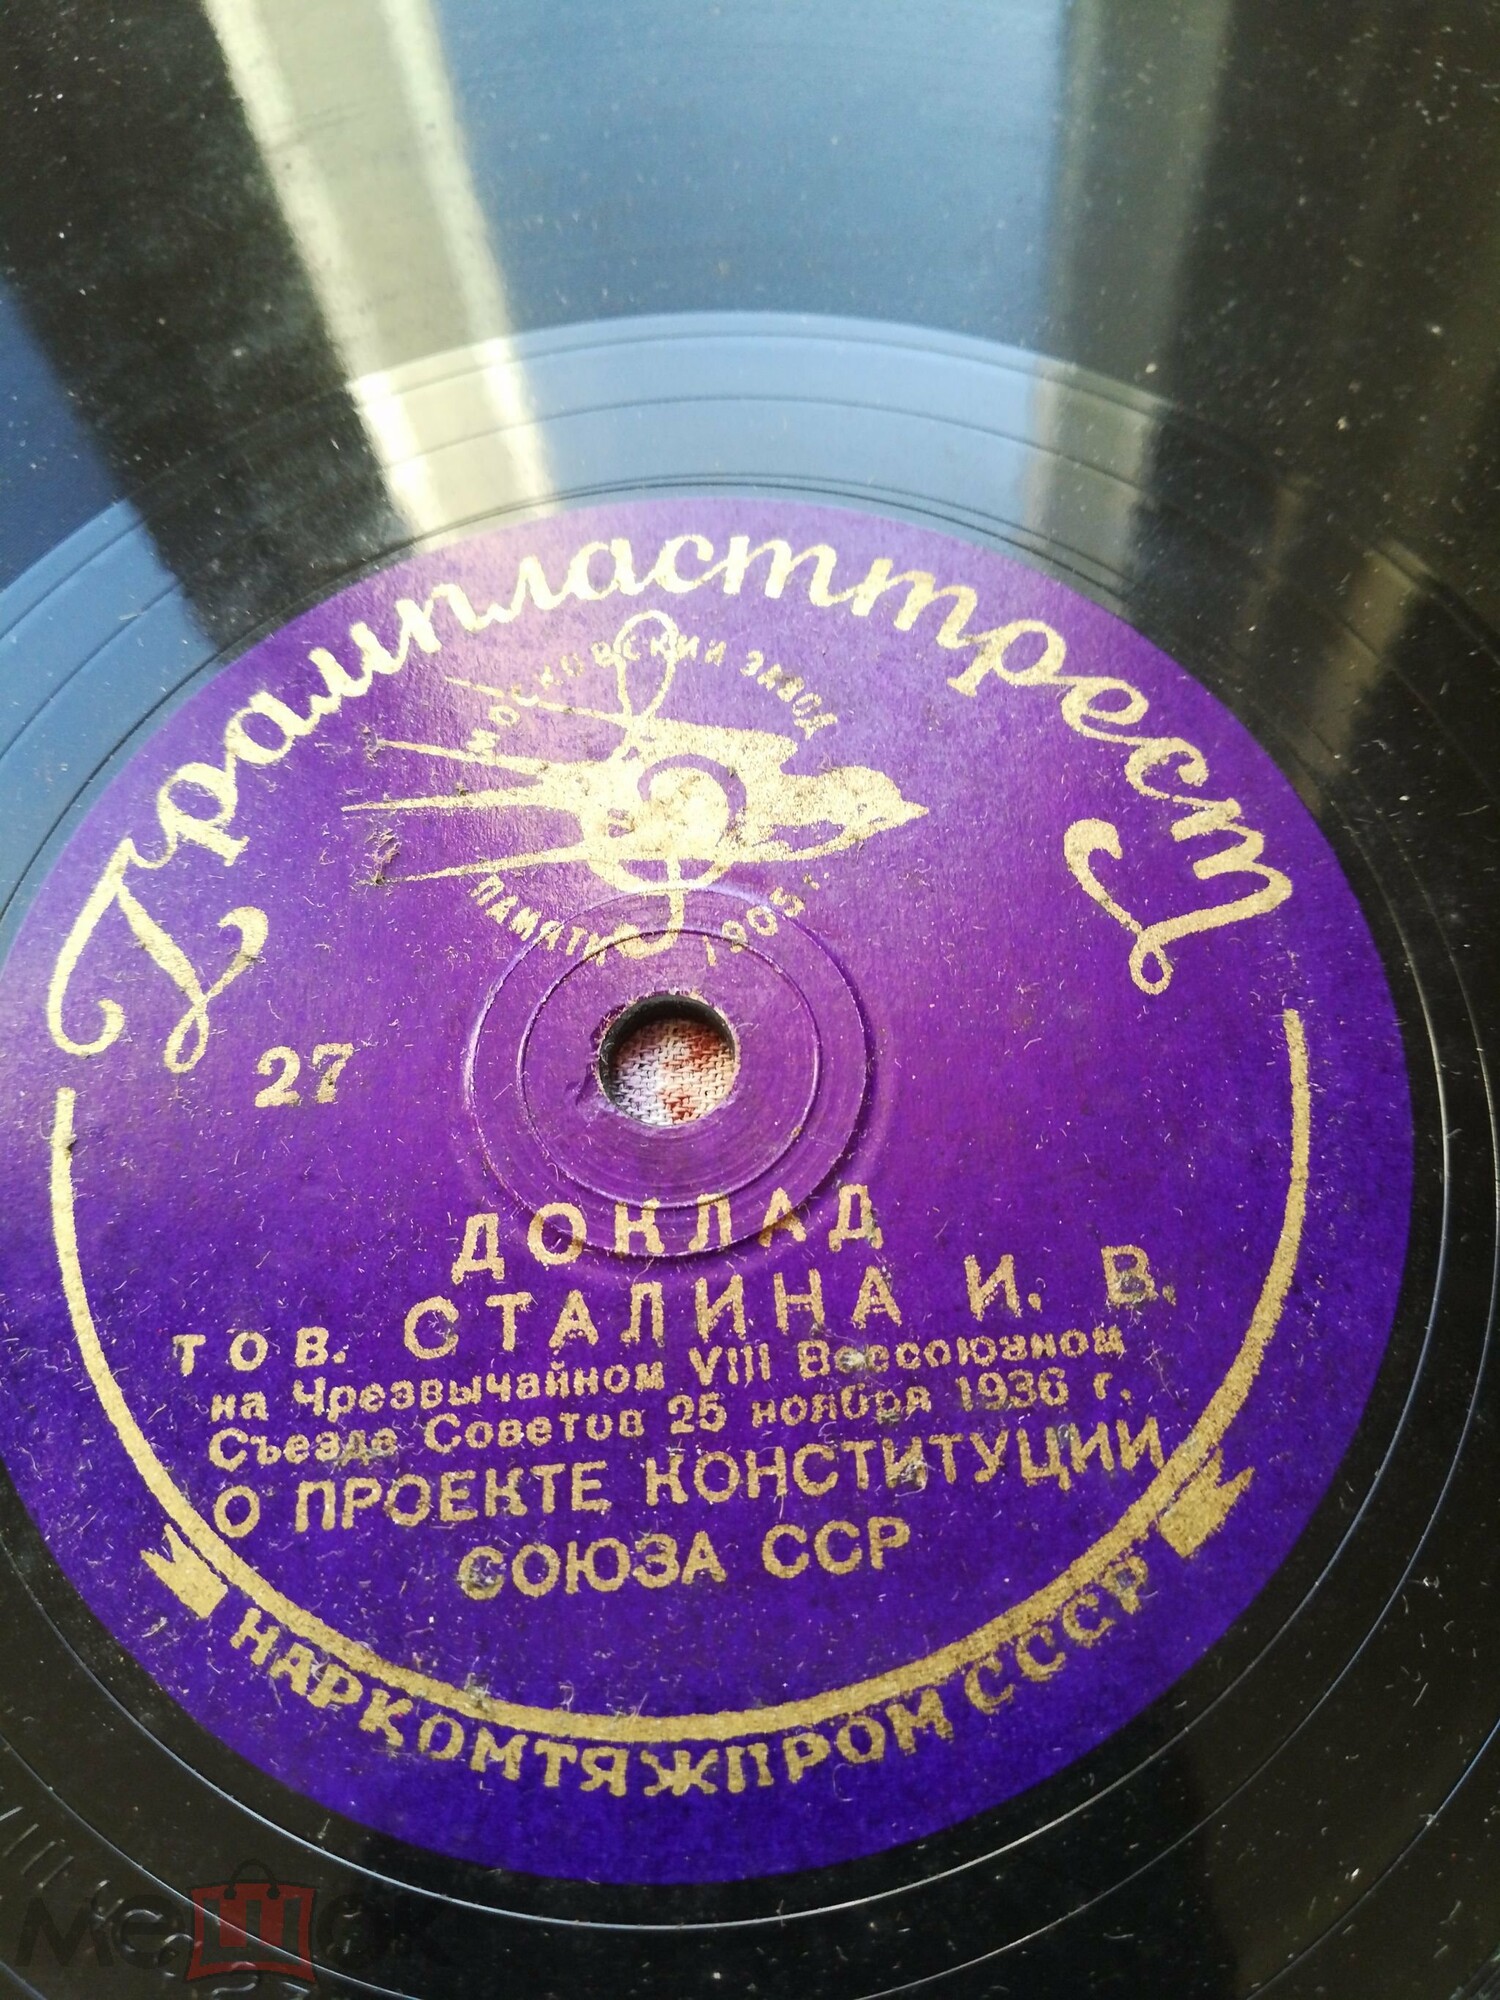 Грампласттрест
МОСКОВСКИЙ ЗАВОД
ПАМЯТИ 1905 г.
27
ДОКЛАД
тов. СТАЛИНА И. В.
на Чрезвычайном VIII Всесоюзном
Съезде Советов 25 ноября 1936 г.
О ПРОЕКТЕ КОНСТИТУЦИИ
СОЮЗА ССР
НАРКОМТЯЖПРОМ СССР
мешок